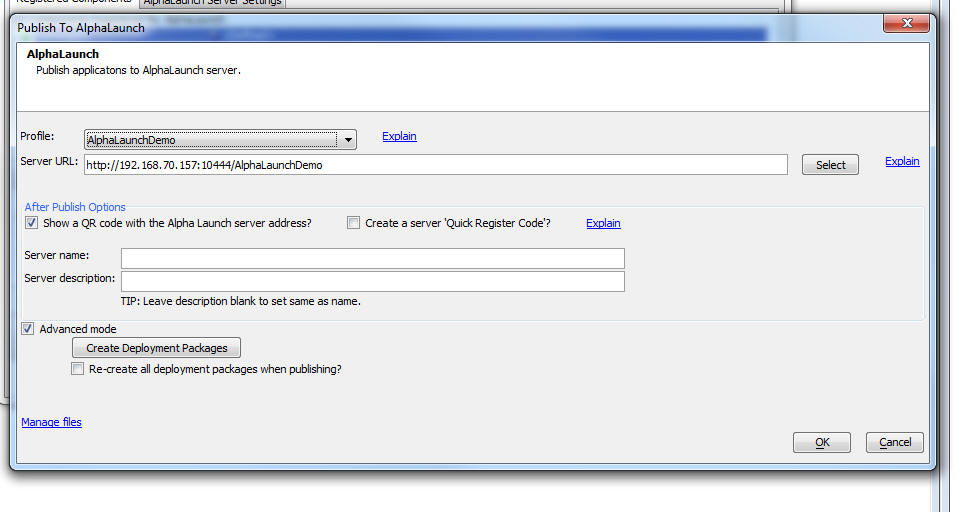 Registered Components AlphaLaunch Server Settings
Publish To AlphaLaunch
AlphaLaunch
Publish applicatons to AlphaLaunch server.
Profile: AlphaLaunchDemo Explain
Server URL: http://192.168.70.157:10444/AlphaLaunchDemo Select Explain
After Publish Options
Show a QR code with the Alpha Launch server address? Create a server 'Quick Register Code'? Explain
Server name:
Server description:
TIP: Leave description blank to set same as name.
Advanced mode
Create Deployment Packages
Re-create all deployment packages when publishing?
Manage files
OK Cancel